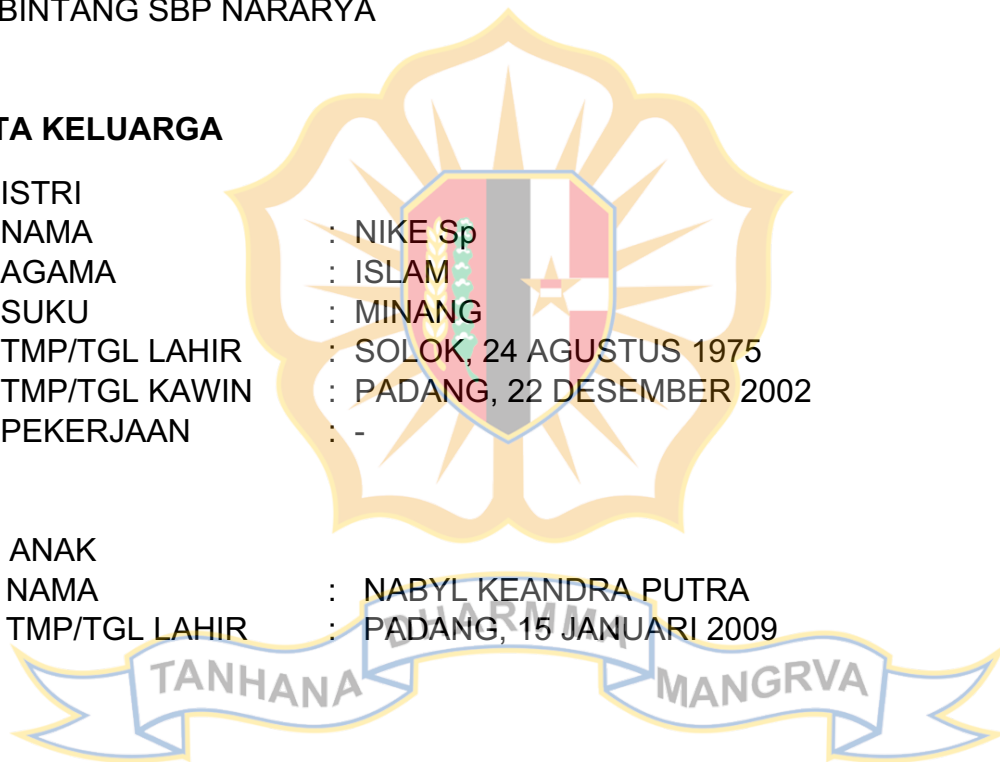 BINTANG SBP NARARYA
TA KELUARGA
ISTRI
NAMA : NIKE Sp
AGAMA : ISLAM
SUKU : MINANG
TMP/TGL LAHIR : SOLOK, 24 AGUSTUS 1975
TMP/TGL KAWIN : PADANG, 22 DESEMBER 2002
PEKERJAAN : -
ANAK
NAMA : NABYL KEANDRA PUTRA
TMP/TGL LAHIR : PADANG, 15 JANUARI 2009
TANHANA DHARMMA MANGRVA